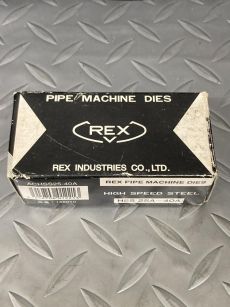 PIPE MACHINE DIES
REX
REX INDUSTRIES CO., LTD.
REX PIPE MACHINE DIES
HIGH SPEED STEEL
HSS 25A-40A